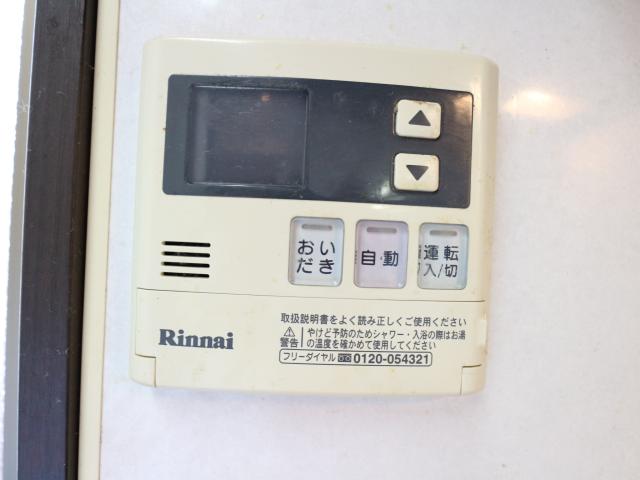 ▲
▼
おい
だき
自動
運転
入/切
Rinnai
取扱説明書をよく読み正しくご使用ください
⚠警告
やけど予防のためシャワー・入浴の際はお湯
の温度を確かめて使用してください
フリーダイヤル 0120-054321